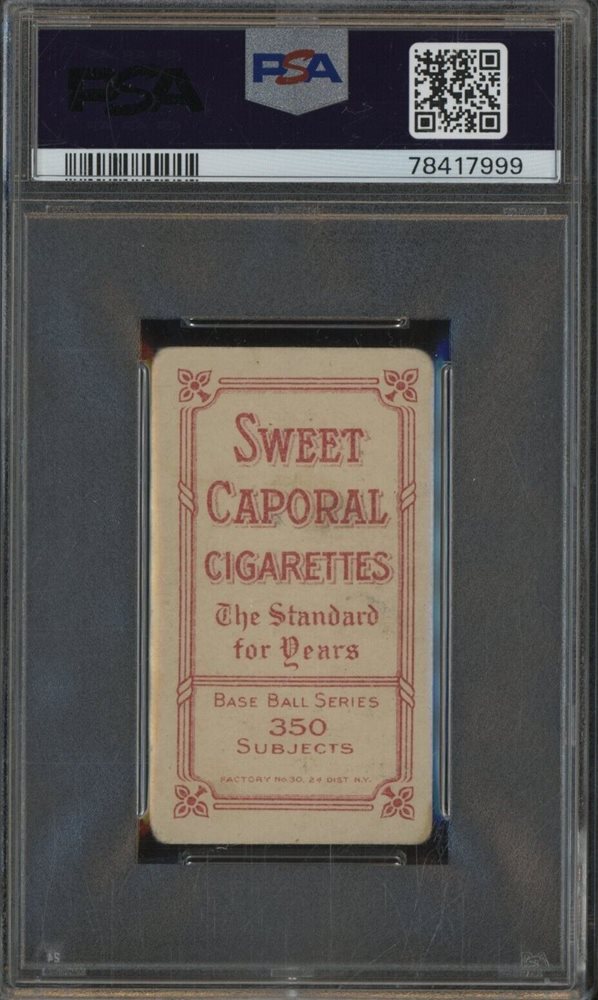 PSA
PSA
78417999
SWEET
CAPORAL
CIGARETTES
The Standard
for Years
BASE BALL SERIES
350
SUBJECTS
FACTORY No. 30, 2d DIST N.Y.